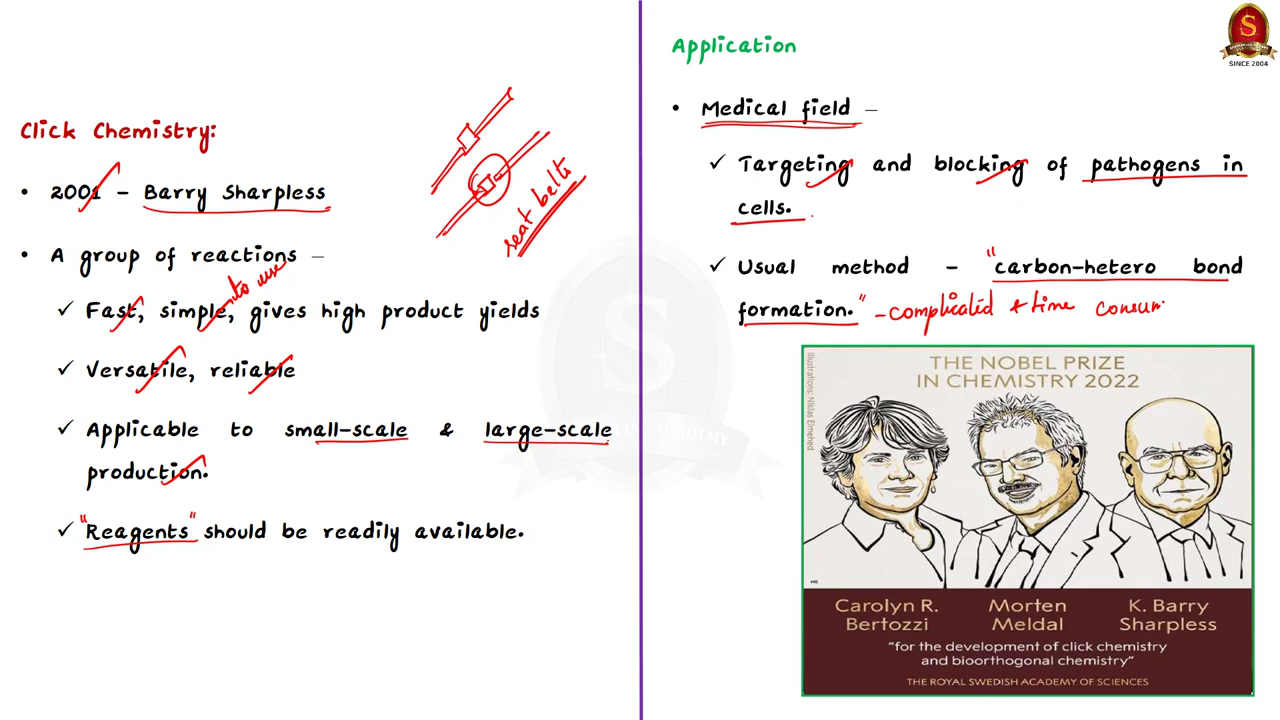 Click Chemistry:
• 2001 – Barry Sharpless
• A group of reactions –
to use
✓ Fast, simple, gives high product yields
✓ Versatile, reliable
✓ Applicable to small-scale & large-scale
production.
✓ "Reagents" should be readily available.
seat belts
Application
• Medical field –
✓ Targeting and blocking of pathogens in
cells.
✓ Usual method – "carbon-hetero bond
formation." – complicated + time consum
THE NOBEL PRIZE
IN CHEMISTRY 2022
Illustrations: Niklas Elmehed
Carolyn R.
Bertozzi
Morten
Meldal
K. Barry
Sharpless
"for the development of click chemistry
and bioorthogonal chemistry"
THE ROYAL SWEDISH ACADEMY OF SCIENCES
S
SINCE 2004